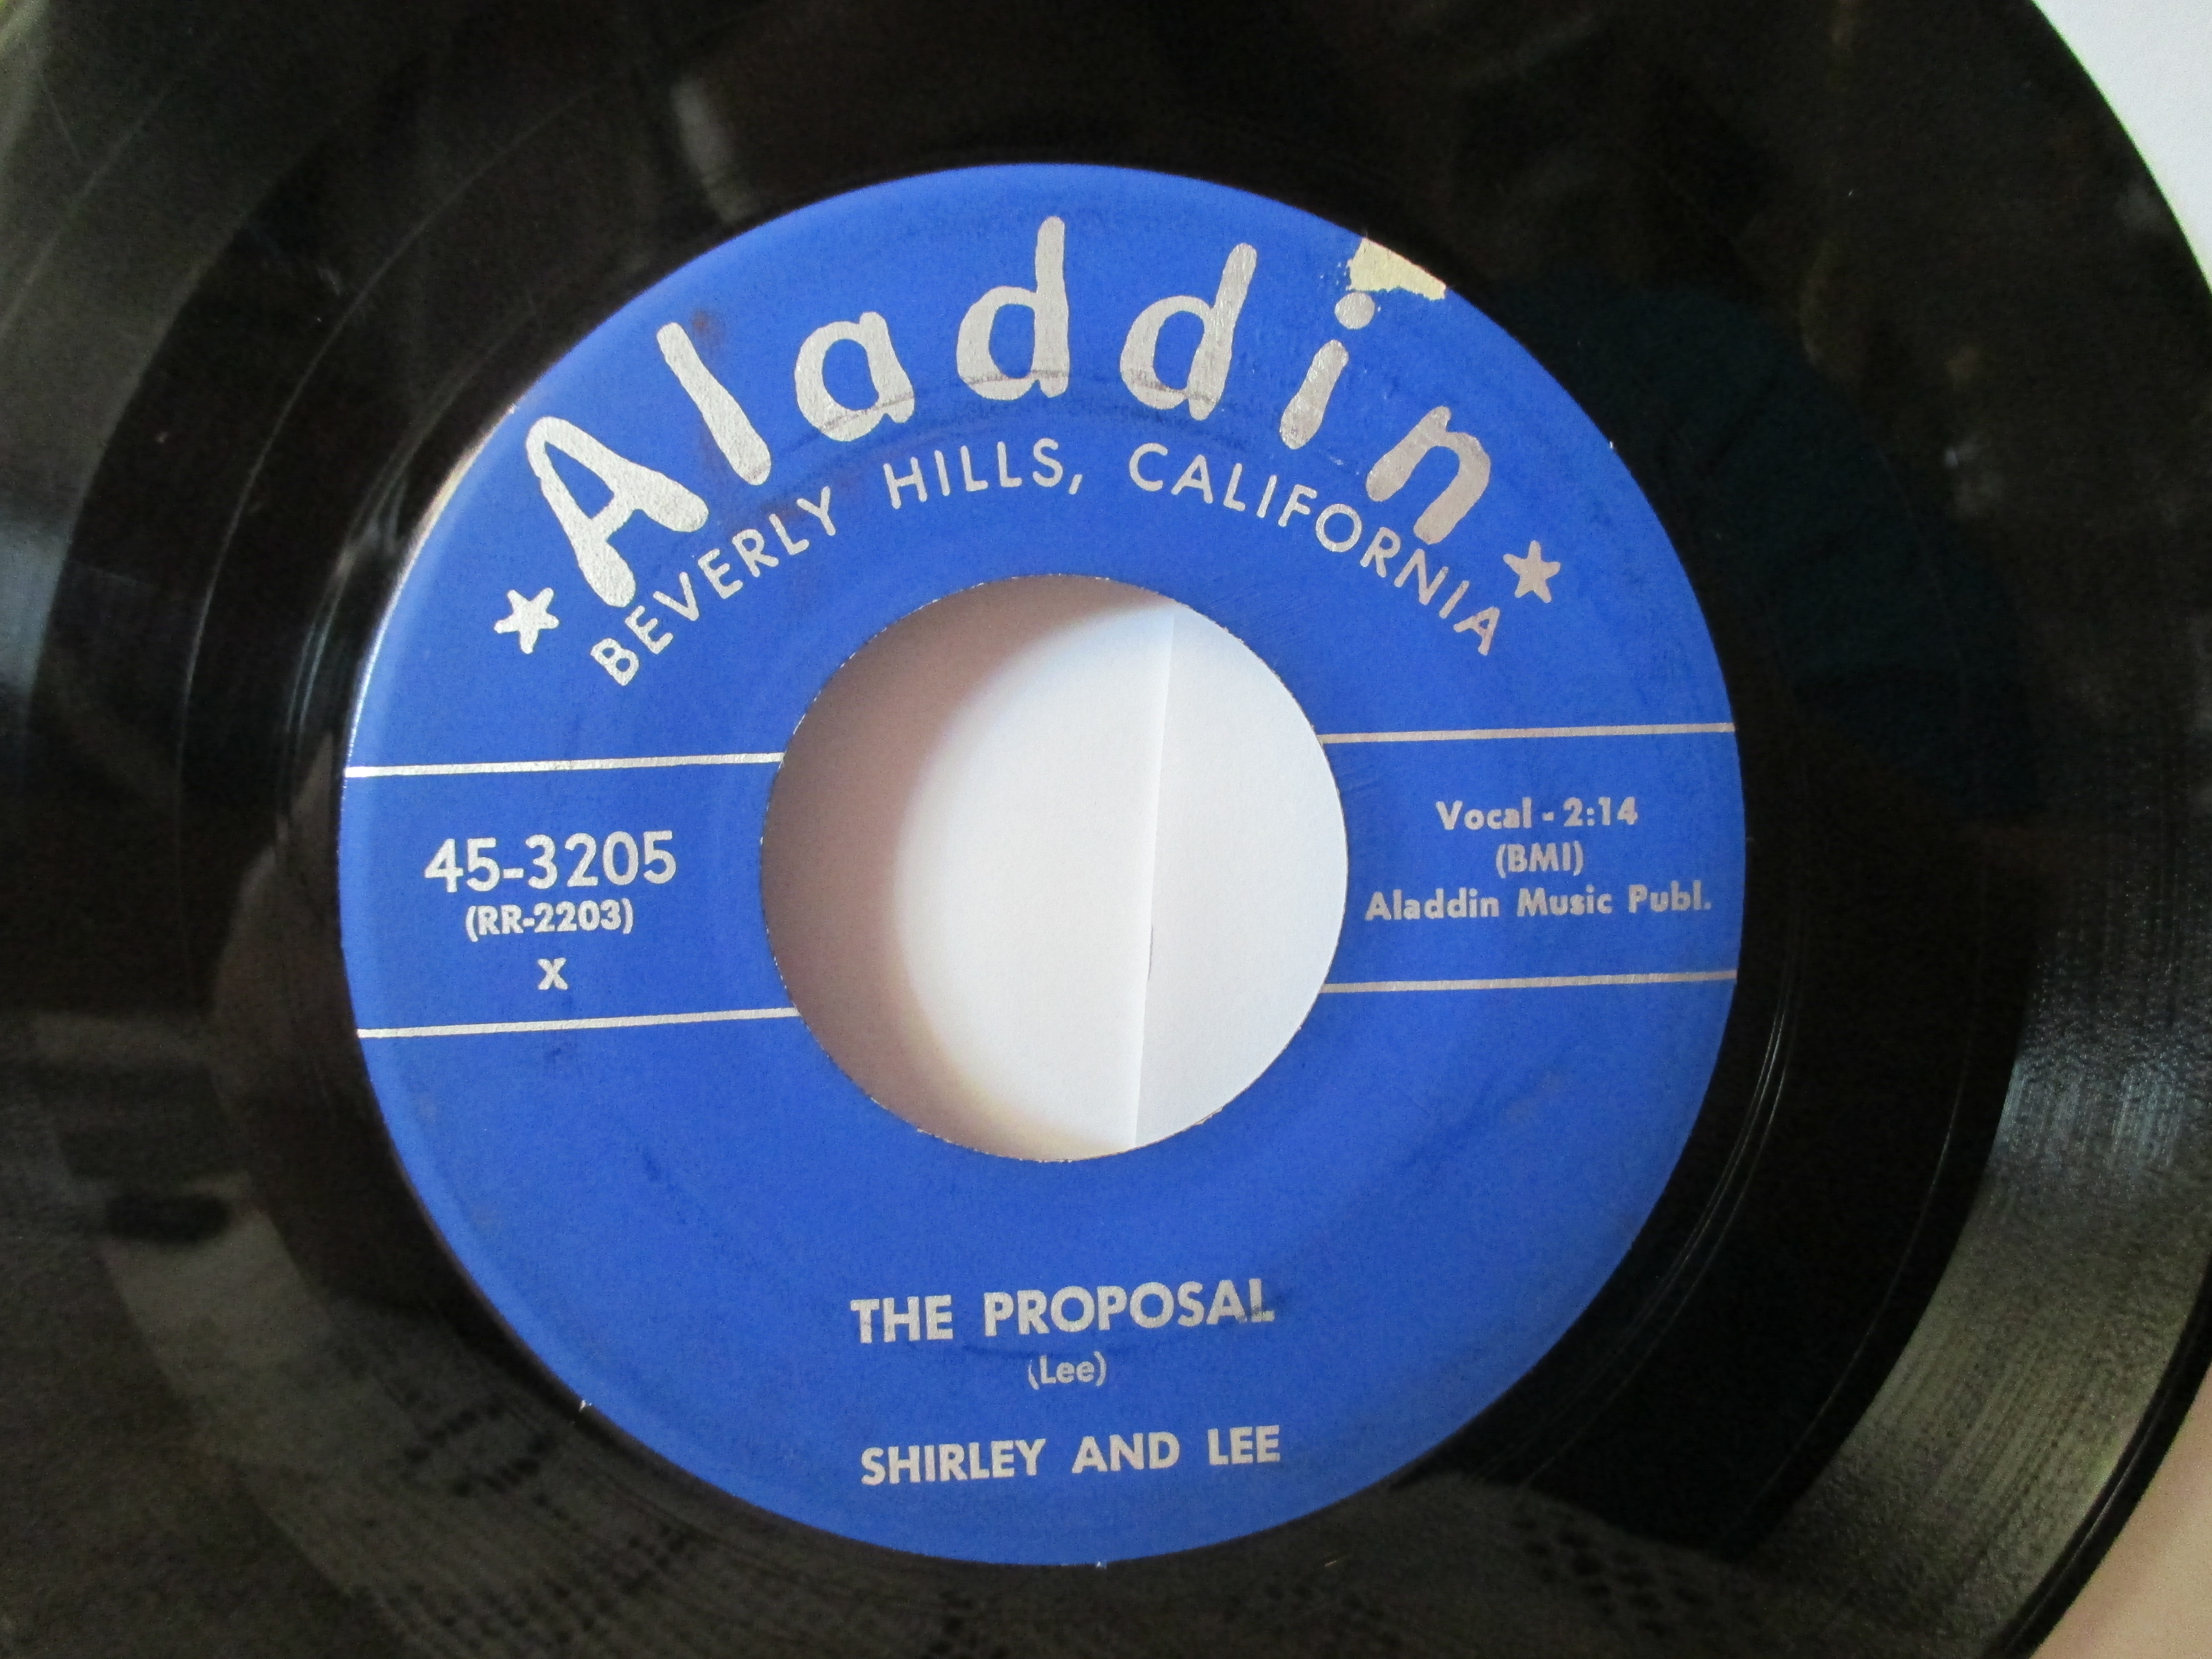 Aladdin
BEVERLY HILLS, CALIFORNIA
45-3205
(RR-2203)
X
Vocal - 2:14
(BMI)
Aladdin Music Publ.
THE PROPOSAL
(Lee)
SHIRLEY AND LEE